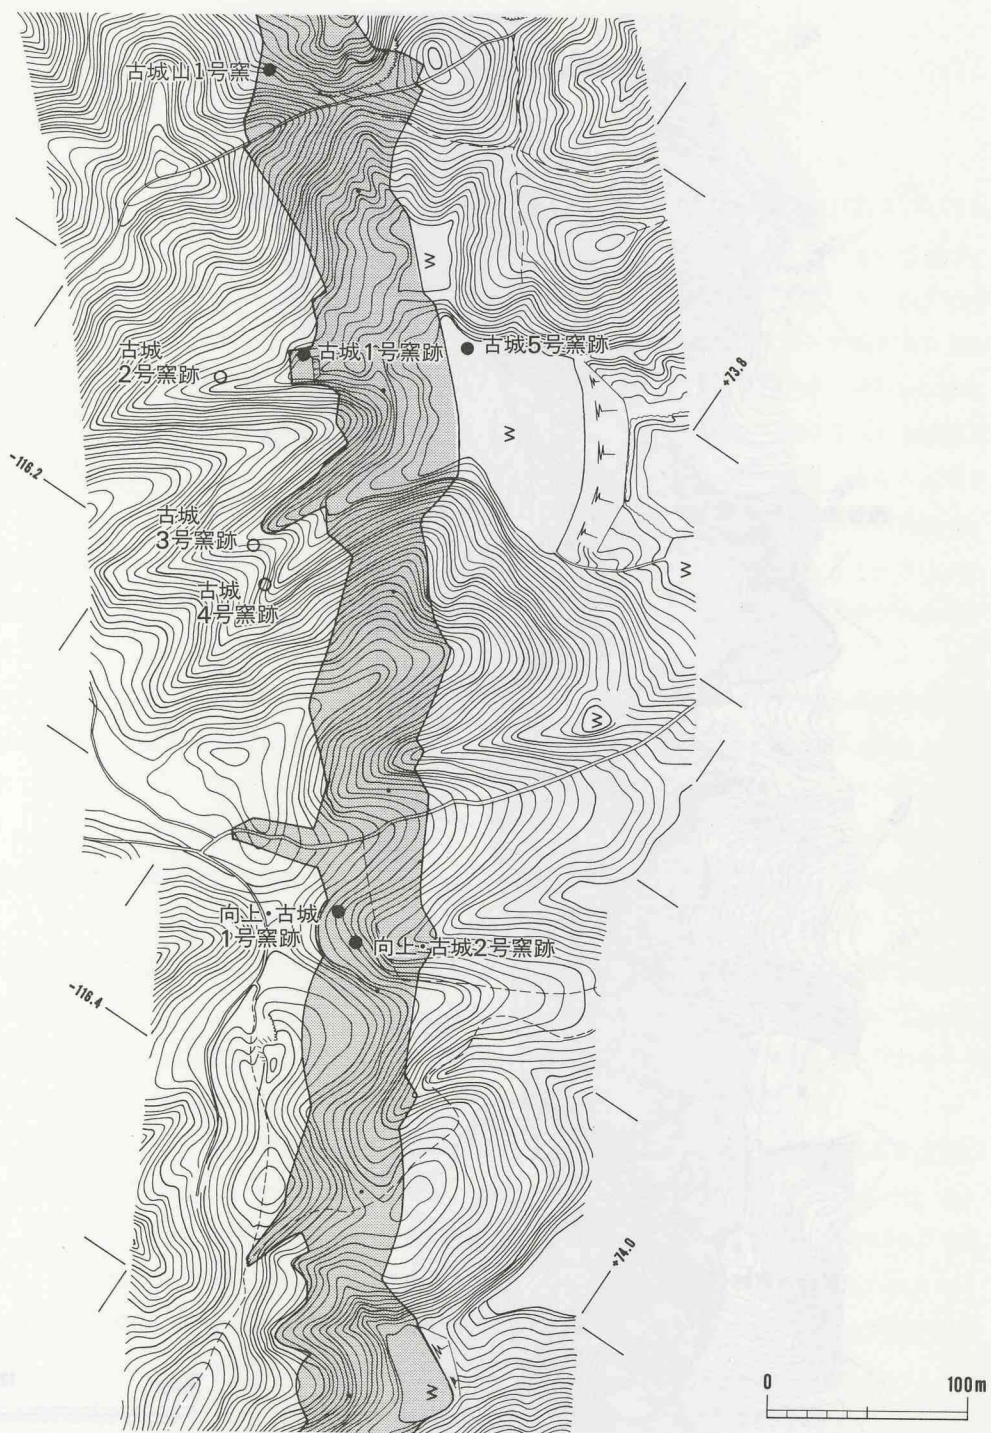 古城山1号窯
W
古城1号窯跡
古城5号窯跡
古城
2号窯跡
+73.8
W
-116.2
古城
3号窯跡
W
古城
4号窯跡
W
向上・古城
1号窯跡
向上・古城2号窯跡
-116.4
+74.0
W
0 100m